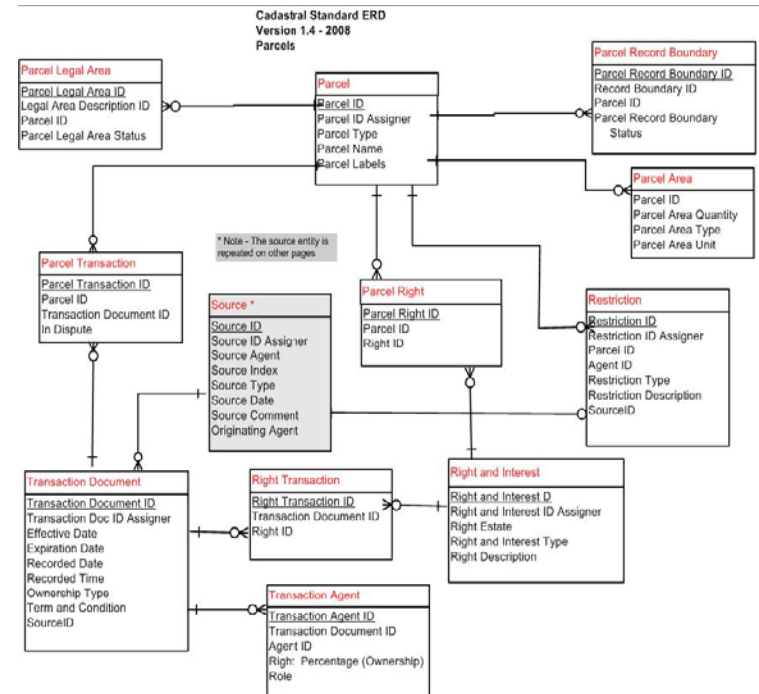 Cadastral Standard ERD
Version 1.4 - 2008
Parcels
Parcel Legal Area
Parcel Legal Area ID
Legal Area Description ID
Parcel ID
Parcel Legal Area Status
Parcel
Parcel ID
Parcel ID Assigner
Parcel Type
Parcel Name
Parcel Labels
Parcel Record Boundary
Parcel Record Boundary ID
Record Boundary ID
Parcel ID
Parcel Record Boundary
Status
Parcel Area
Parcel ID
Parcel Area Quantity
Parcel Area Type
Parcel Area Unit
* Note - The source entity is
repeated on other pages
Parcel Transaction
Parcel Transaction ID
Parcel ID
Transaction Document ID
In Dispute
Source *
Source ID
Source ID Assigner
Source Agent
Source Index
Source Type
Source Date
Source Comment
Originating Agent
Parcel Right
Parcel Right ID
Parcel ID
Right ID
Restriction
Restriction ID
Restriction ID Assigner
Parcel ID
Agent ID
Restriction Type
Restriction Description
SourceID
Transaction Document
Transaction Document ID
Transaction Doc ID Assigner
Effective Date
Expiration Date
Recorded Date
Recorded Time
Ownership Type
Term and Condition
SourceID
Right Transaction
Right Transaction ID
Transaction Document ID
Right ID
Right and Interest
Right and Interest D
Right and Interest ID Assigner
Right Estate
Right and Interest Type
Right Description
Transaction Agent
Transaction Agent ID
Transaction Document ID
Agent ID
Right Percentage (Ownership)
Role